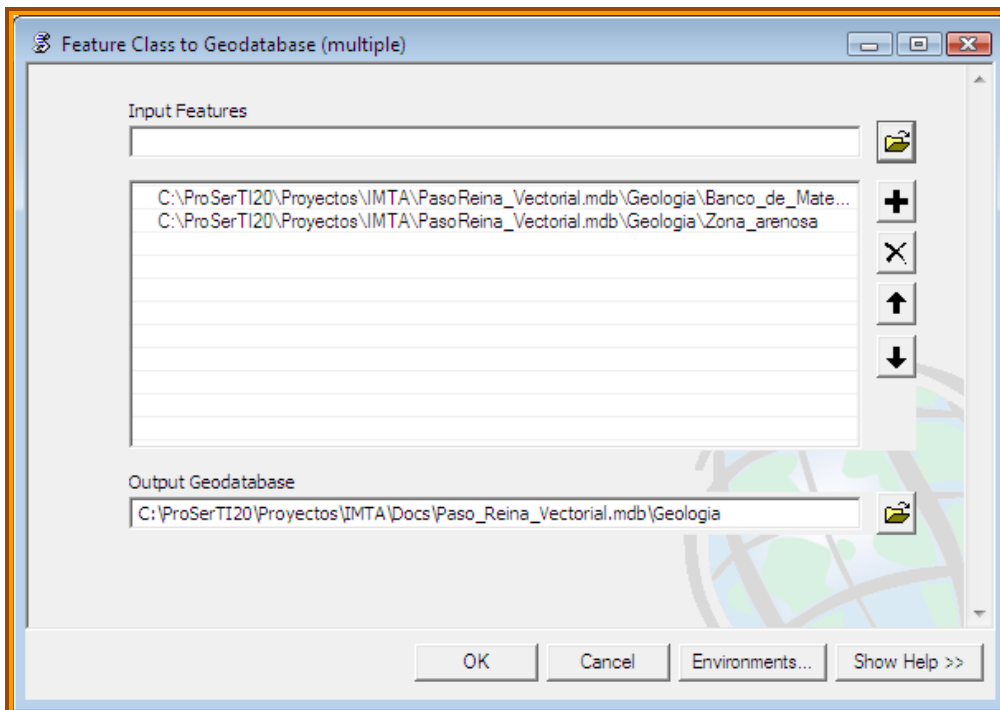 Feature Class to Geodatabase (multiple)
Input Features
C:\ProSerTI20\Proyectos\IMTA\PasoReina_Vectorial.mdb\Geologia\Banco_de_Mate...
C:\ProSerTI20\Proyectos\IMTA\PasoReina_Vectorial.mdb\Geologia\Zona_arenosa
Output Geodatabase
C:\ProSerTI20\Proyectos\IMTA\Docs\Paso_Reina_Vectorial.mdb\Geologia
OK
Cancel
Environments...
Show Help >>